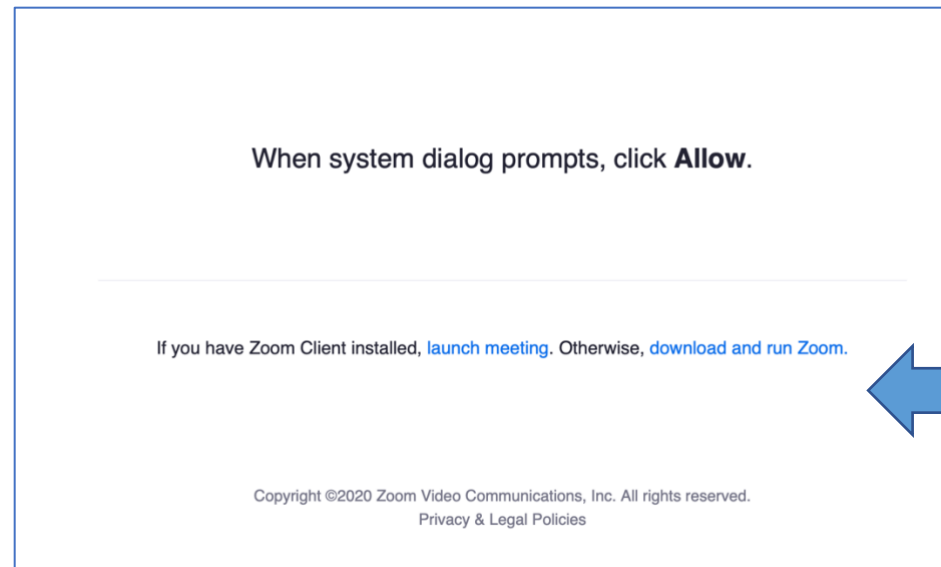 When system dialog prompts, click Allow.
If you have Zoom Client installed, launch meeting. Otherwise, download and run Zoom.
Copyright ©2020 Zoom Video Communications, Inc. All rights reserved.
Privacy & Legal Policies